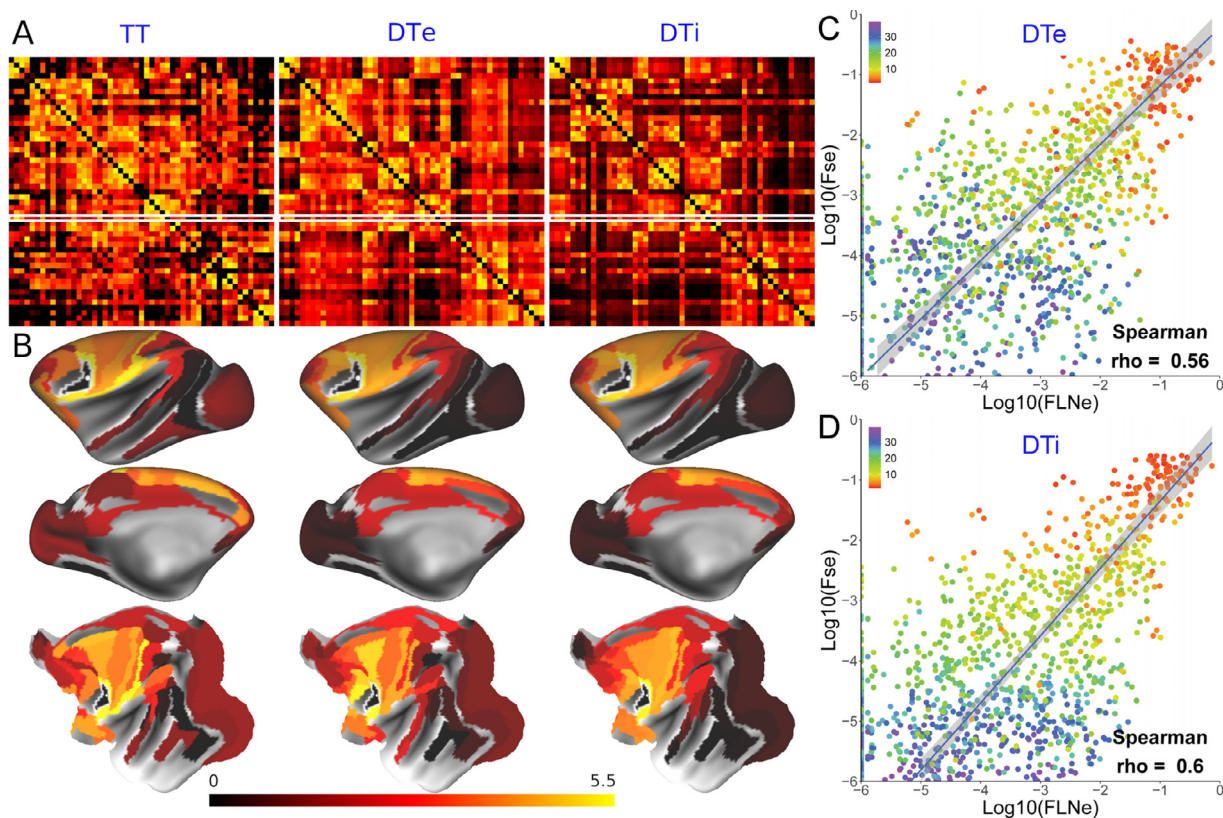 A
TT
DTe
DTi
B
0
5.5
C
DTe
30
20
10
0
−1
−2
−3
−4
−5
−6
Log10(Fse)
Spearman
rho = 0.56
−6
−5
−4
−3
−2
−1
0
Log10(FLNe)
D
DTi
30
20
10
0
−1
−2
−3
−4
−5
−6
Log10(Fse)
Spearman
rho = 0.6
−6
−5
−4
−3
−2
−1
0
Log10(FLNe)